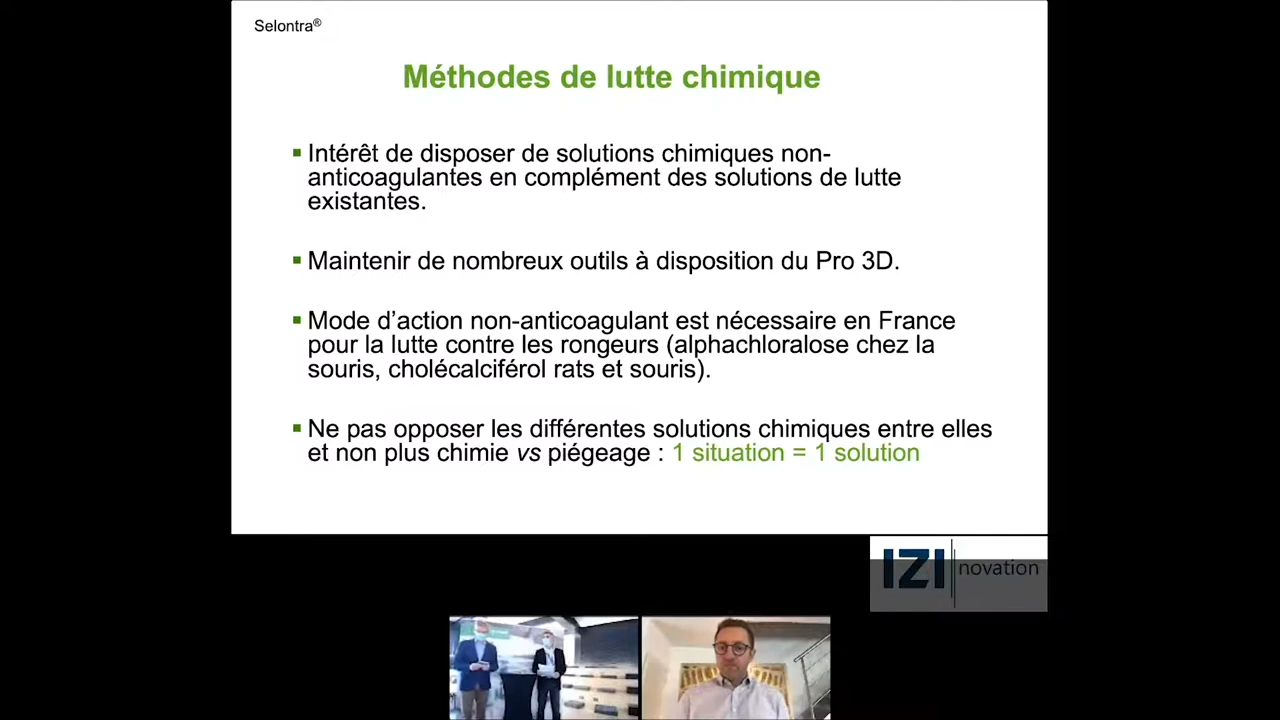 Selontra®
Méthodes de lutte chimique
▪ Intérêt de disposer de solutions chimiques non-
anticoagulantes en complément des solutions de lutte
existantes.
▪ Maintenir de nombreux outils à disposition du Pro 3D.
▪ Mode d’action non-anticoagulant est nécessaire en France
pour la lutte contre les rongeurs (alphachloralose chez la
souris, cholécalciférol rats et souris).
▪ Ne pas opposer les différentes solutions chimiques entre elles
et non plus chimie vs piégeage : 1 situation = 1 solution
IZI novation